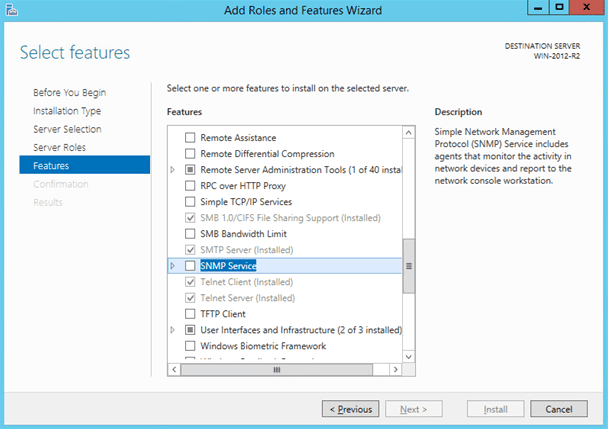 Add Roles and Features Wizard
Select features
DESTINATION SERVER
WIN-2012-R2
Before You Begin
Installation Type
Server Selection
Server Roles
Features
Confirmation
Results
Select one or more features to install on the selected server.
Features
Remote Assistance
Remote Differential Compression
Remote Server Administration Tools (1 of 40 instal
RPC over HTTP Proxy
Simple TCP/IP Services
SMB 1.0/CIFS File Sharing Support (Installed)
SMB Bandwidth Limit
SMTP Server (Installed)
SNMP Service
Telnet Client (Installed)
Telnet Server (Installed)
TFTP Client
User Interfaces and Infrastructure (2 of 3 installed)
Windows Biometric Framework
Description
Simple Network Management
Protocol (SNMP) Service includes
agents that monitor the activity in
network devices and report to the
network console workstation.
< Previous
Next >
Install
Cancel